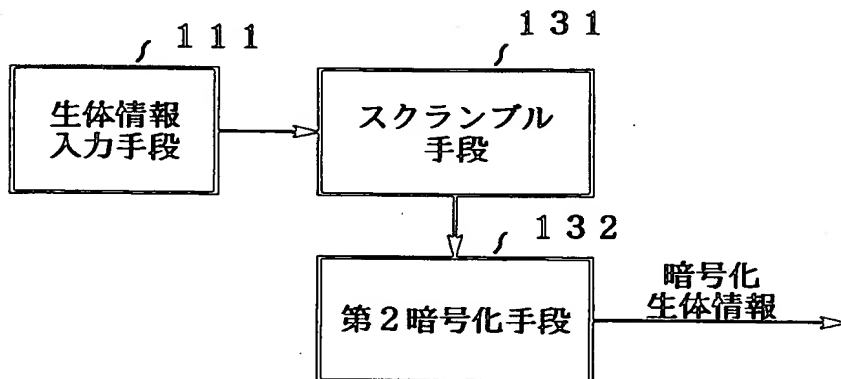 １１１
生体情報
入力手段
１３１
スクランブル
手段
１３２
第２暗号化手段
暗号化
生体情報